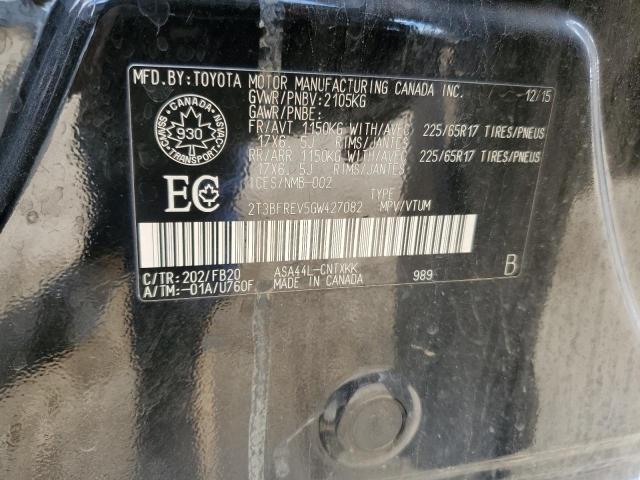 MFD.BY:TOYOTA MOTOR MANUFACTURING CANADA INC. 12/15
GVWR/PNBV:2105KG
GAWR/PNBE:
FR/AVT 1150KG WITH/AVEC 225/65R17 TIRES/PNEUS
17X6.5J RIMS/JANTES
RR/ARR 1150KG WITH/AVEC 225/65R17 TIRES/PNEUS
17X6.5J RIMS/JANTES
ICES/NMB-002
CANADA
930
TRANSPORT
CMVSS
NSVAC
EC
TYPE
2T3BFREV5GW427082 MPV/VTUM
C/TR:202/FB20 ASA44L-CNTXKK 989 B
A/TM:-01A/U760F MADE IN CANADA